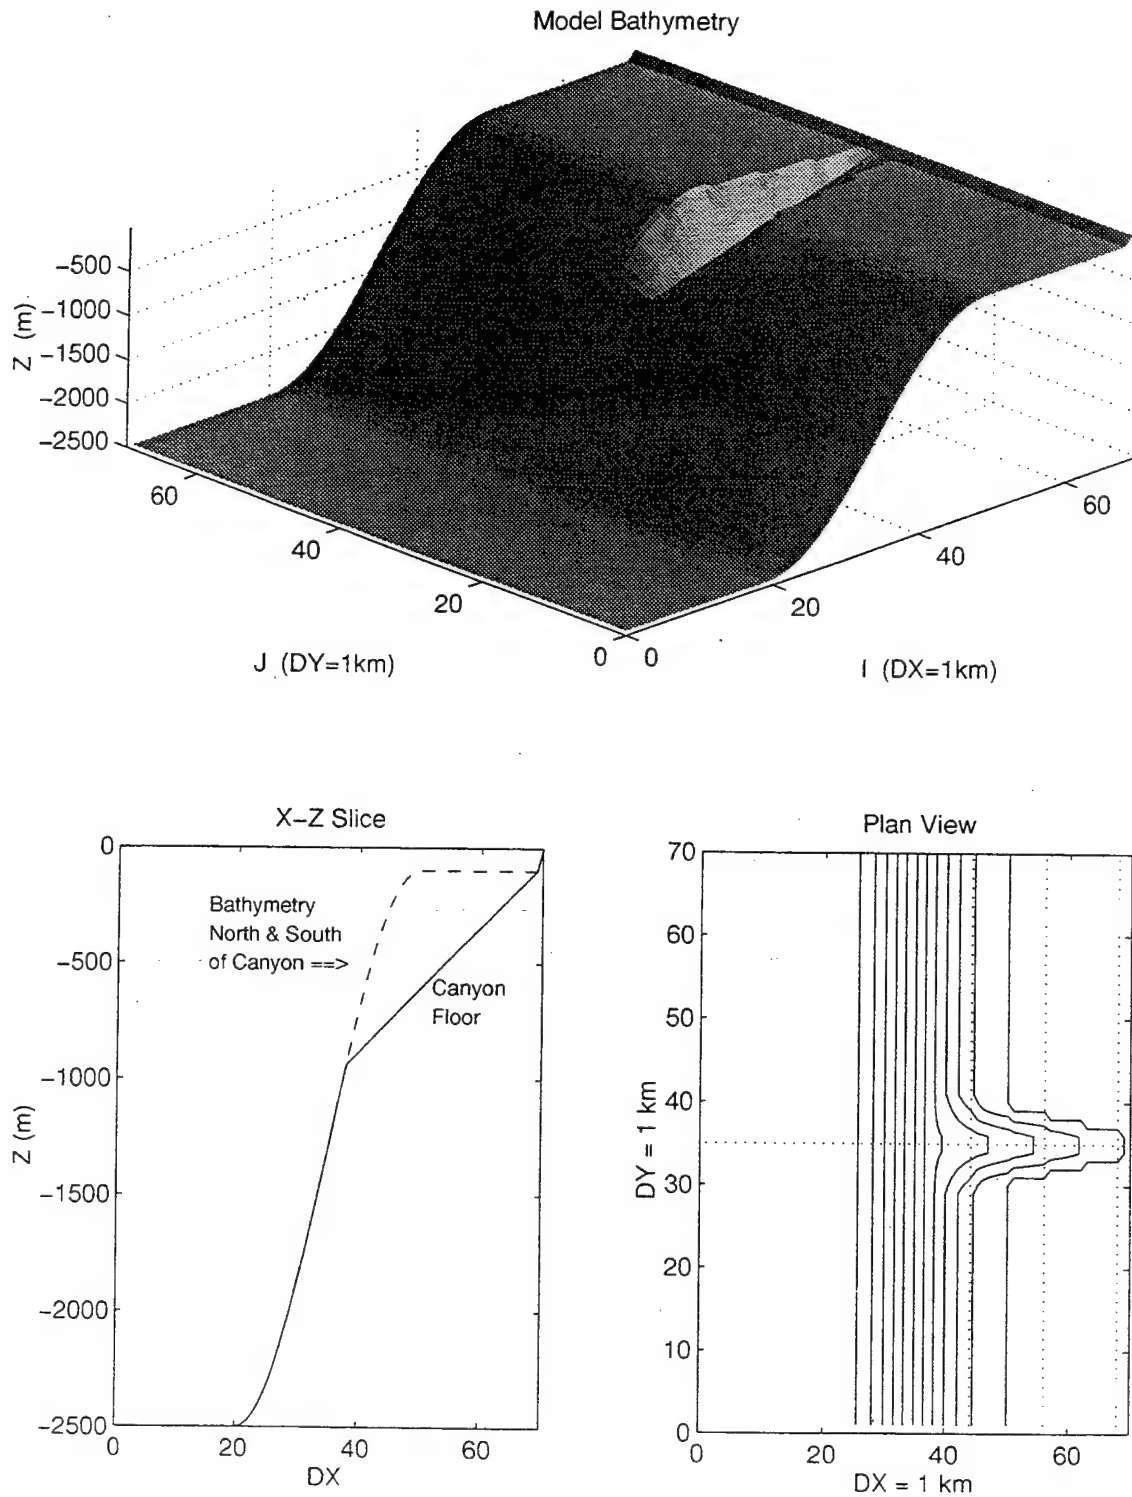 Model Bathymetry
Z (m)
−500
−1000
−1500
−2000
−2500
60
40
20
0
0
20
40
60
J (DY=1km)
I (DX=1km)
X−Z Slice
0
−500
−1000
−1500
−2000
−2500
Z (m)
Bathymetry
North & South
of Canyon ==>
Canyon
Floor
0
20
40
60
DX
Plan View
70
60
50
40
30
20
10
0
DY = 1 km
0
20
40
60
DX = 1 km